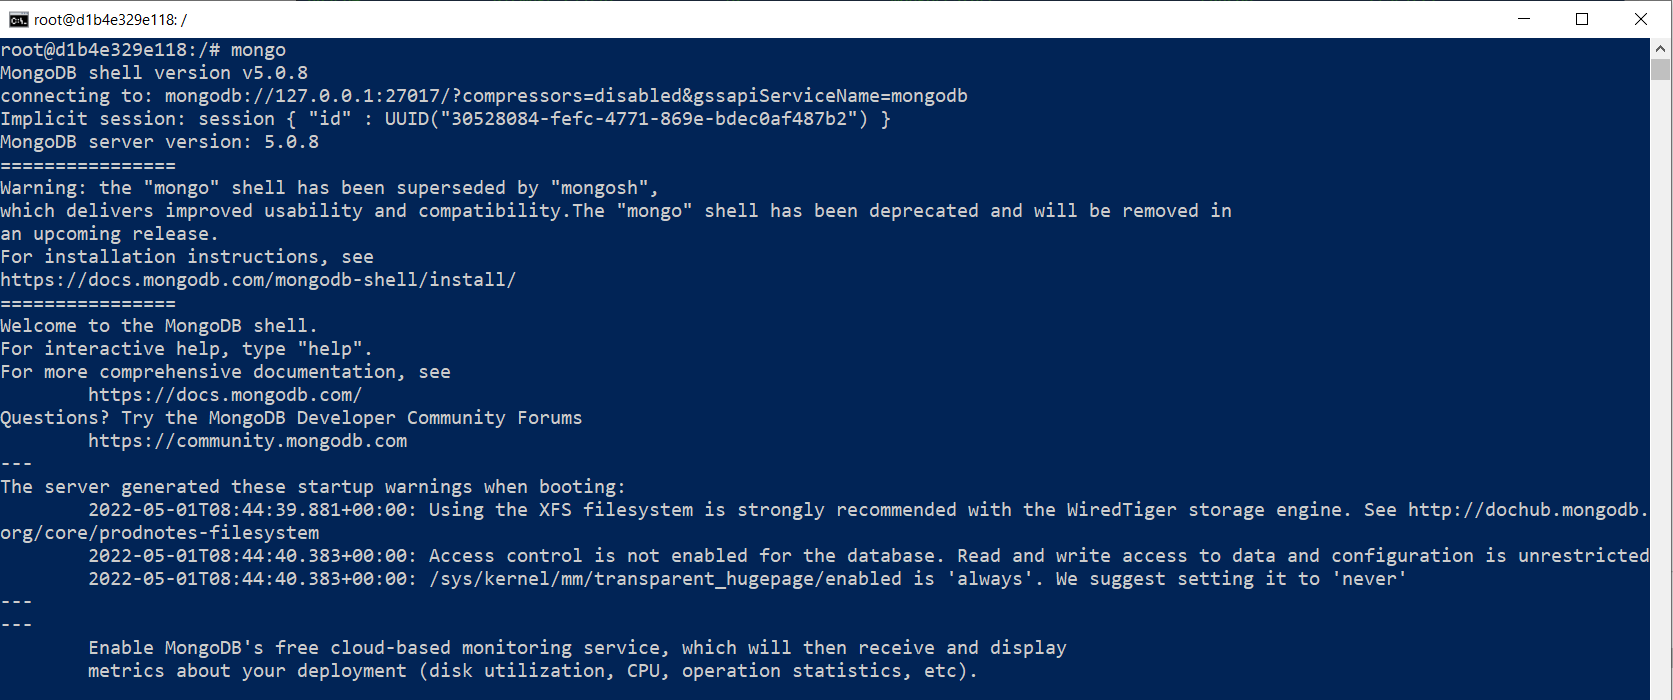 root@d1b4e329e118: /
root@d1b4e329e118:/# mongo
MongoDB shell version v5.0.8
connecting to: mongodb://127.0.0.1:27017/?compressors=disabled&gssapiServiceName=mongodb
Implicit session: session { "id" : UUID("30528084-fefc-4771-869e-bdec0af487b2") }
MongoDB server version: 5.0.8
================
Warning: the "mongo" shell has been superseded by "mongosh",
which delivers improved usability and compatibility.The "mongo" shell has been deprecated and will be removed in
an upcoming release.
For installation instructions, see
https://docs.mongodb.com/mongodb-shell/install/
================
Welcome to the MongoDB shell.
For interactive help, type "help".
For more comprehensive documentation, see
https://docs.mongodb.com/
Questions? Try the MongoDB Developer Community Forums
https://community.mongodb.com
---
The server generated these startup warnings when booting:
2022-05-01T08:44:39.881+00:00: Using the XFS filesystem is strongly recommended with the WiredTiger storage engine. See http://dochub.mongodb.
org/core/prodnotes-filesystem
2022-05-01T08:44:40.383+00:00: Access control is not enabled for the database. Read and write access to data and configuration is unrestricted
2022-05-01T08:44:40.383+00:00: /sys/kernel/mm/transparent_hugepage/enabled is 'always'. We suggest setting it to 'never'
---
---
Enable MongoDB's free cloud-based monitoring service, which will then receive and display
metrics about your deployment (disk utilization, CPU, operation statistics, etc).